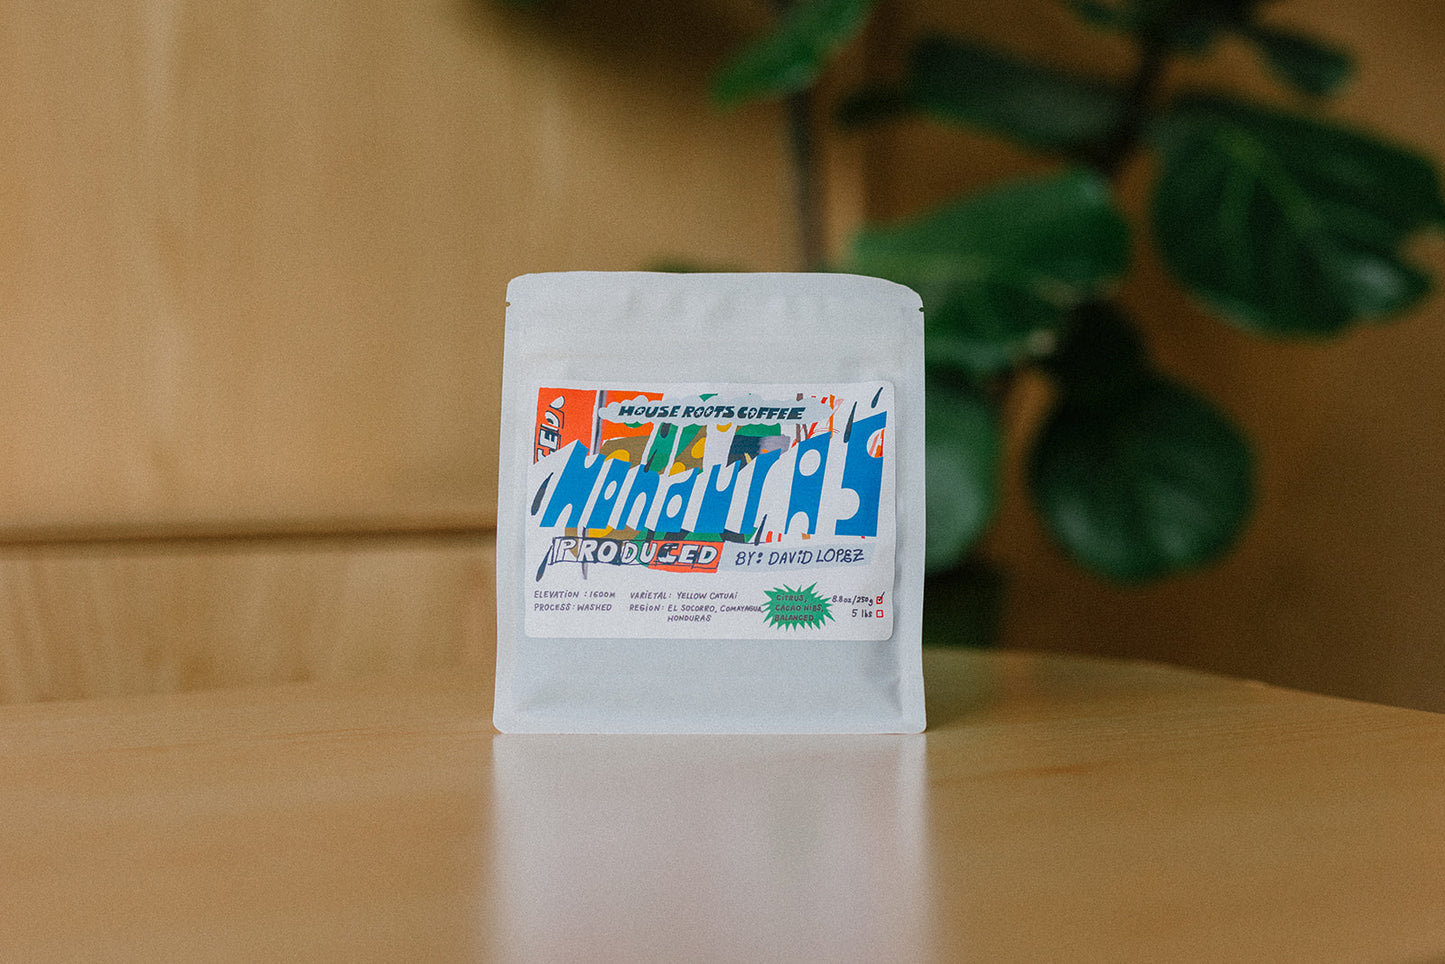 HOUSE ROOTS COFFEE
HONDURAS
PRODUCED BY: DAVID LOPEZ
ELEVATION : 1600M
PROCESS: WASHED
VARIETAL: YELLOW CATUAi
REGION: EL SOCORRO, COMAYAGUA,
HONDURAS
CITRUS,
CACAO NIBS,
BALANCED
8.8oz/250g
5 lbs